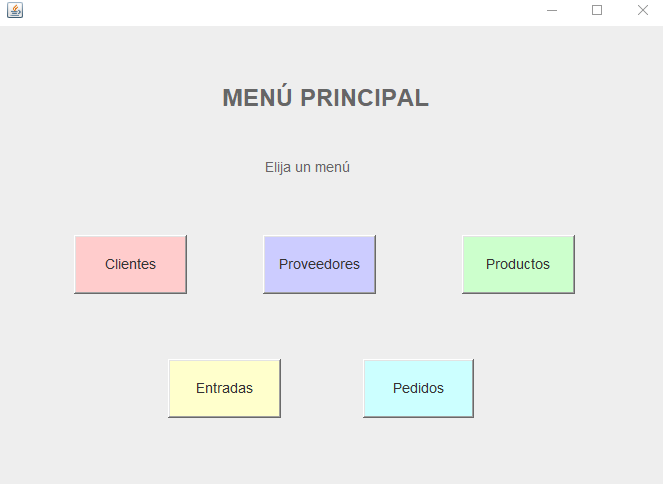 MENÚ PRINCIPAL
Elija un menú
Clientes
Proveedores
Productos
Entradas
Pedidos